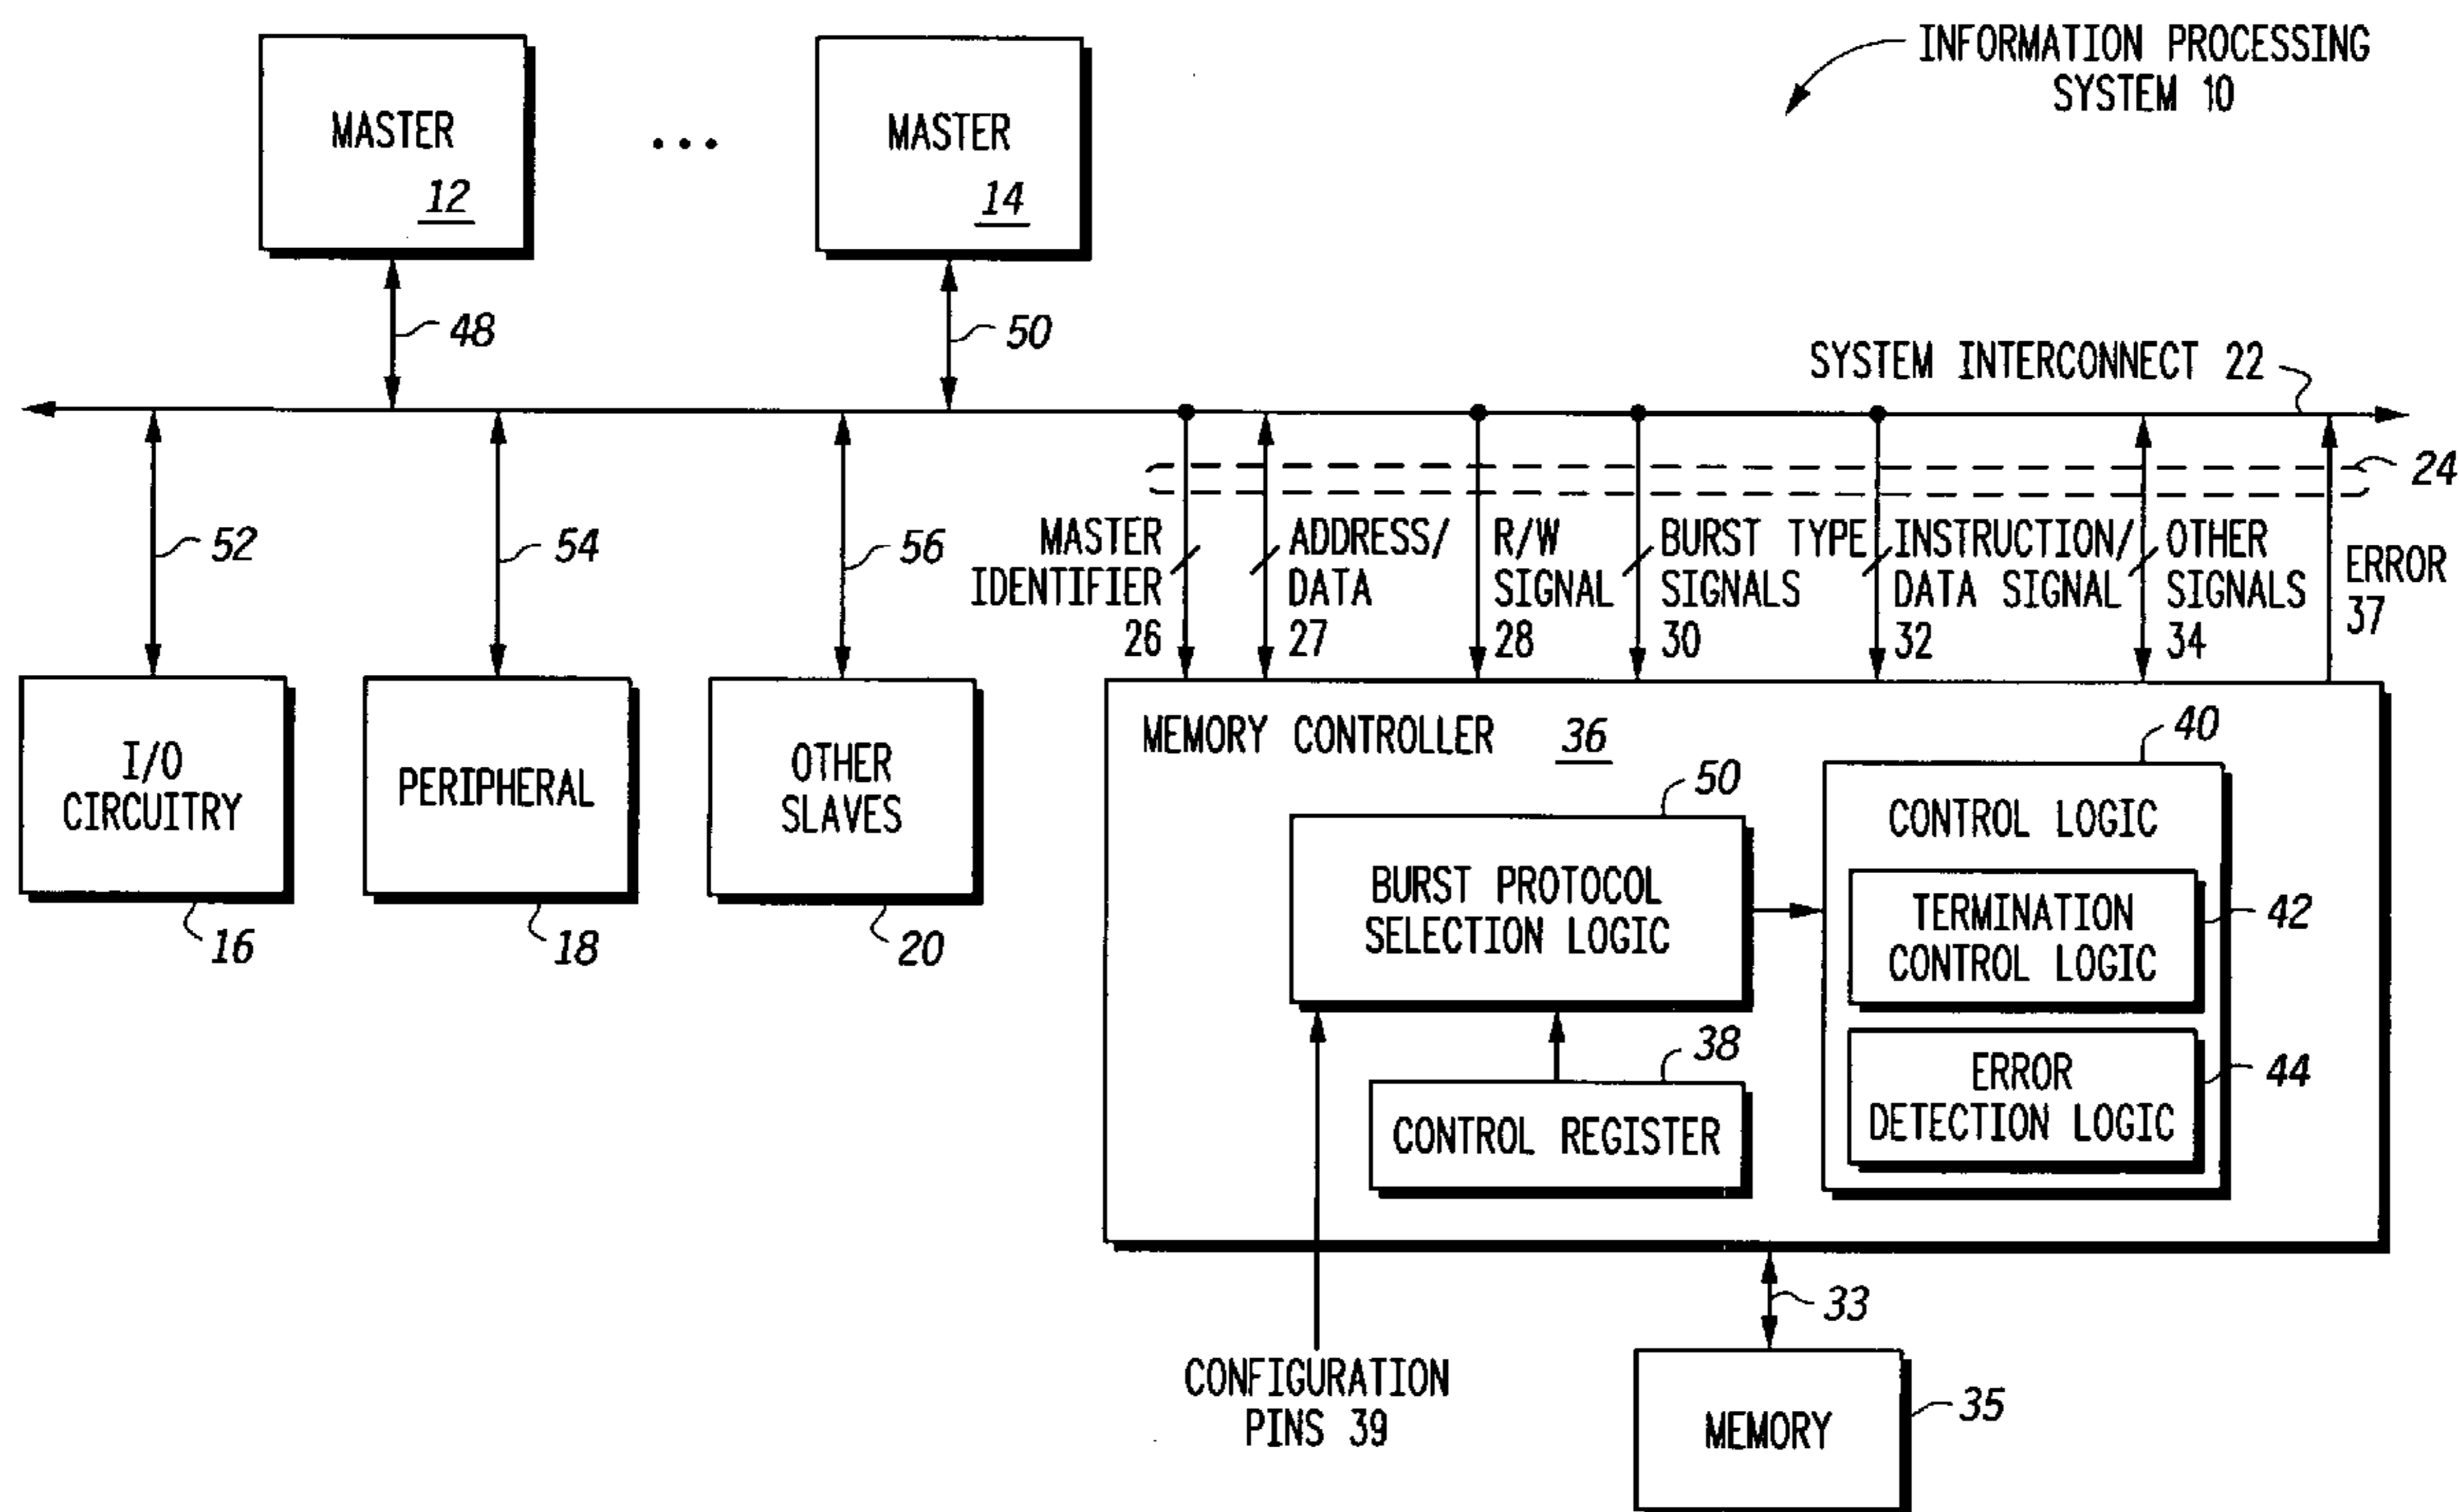 INFORMATION PROCESSING
SYSTEM 10
MASTER
12
MASTER
14
48
50
SYSTEM INTERCONNECT 22
24
52
54
56
MASTER
IDENTIFIER
26
ADDRESS/
DATA
27
R/W
SIGNAL
28
BURST TYPE
SIGNALS
30
INSTRUCTION/
DATA SIGNAL
32
OTHER
SIGNALS
34
ERROR
37
I/O
CIRCUITRY
16
PERIPHERAL
18
OTHER
SLAVES
20
MEMORY CONTROLLER 36
50
BURST PROTOCOL
SELECTION LOGIC
40
CONTROL LOGIC
TERMINATION
CONTROL LOGIC
42
ERROR
DETECTION LOGIC
44
38
CONTROL REGISTER
CONFIGURATION
PINS 39
33
MEMORY
35